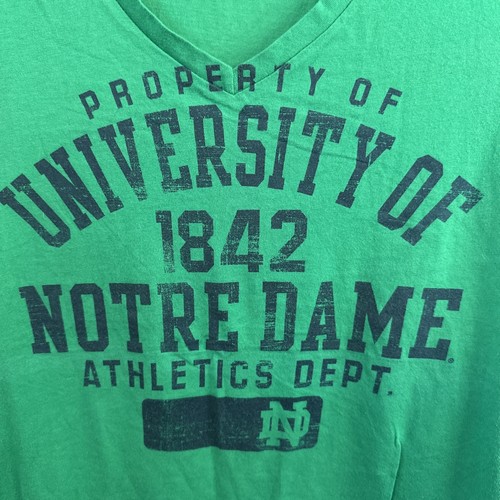 PROPERTY OF
UNIVERSITY OF
1842
NOTRE DAME
ATHLETICS DEPT.
ND